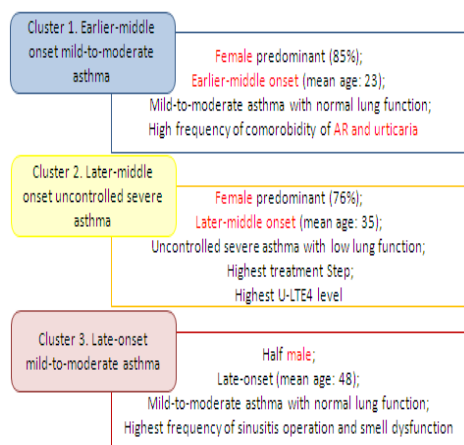 Cluster 1. Earlier-middle
onset mild-to-moderate
asthma
Female predominant (85%);
Earlier-middle onset (mean age: 23);
Mild-to-moderate asthma with normal lung function;
High frequency of comorbidity of AR and urticaria
Cluster 2. Later-middle
onset uncontrolled severe
asthma
Female predominant (76%);
Later-middle onset (mean age: 35);
Uncontrolled severe asthma with low lung function;
Highest treatment Step;
Highest U-LTE4 level
Cluster 3. Late-onset
mild-to-moderate asthma
Half male;
Late-onset (mean age: 48);
Mild-to-moderate asthma with normal lung function;
Highest frequency of sinusitis operation and smell dysfunction